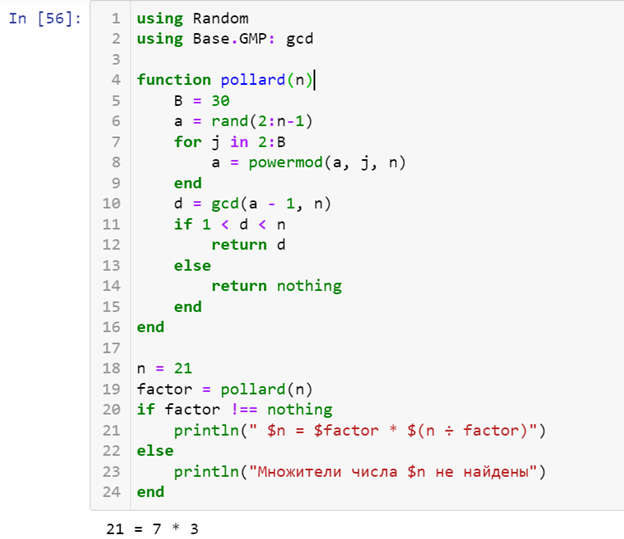 In [56]:
1 using Random
2 using Base.GMP: gcd
3
4 function pollard(n)
5     B = 30
6     a = rand(2:n-1)
7     for j in 2:B
8         a = powermod(a, j, n)
9     end
10     d = gcd(a - 1, n)
11     if 1 < d < n
12         return d
13     else
14         return nothing
15     end
16 end
17
18 n = 21
19 factor = pollard(n)
20 if factor !== nothing
21     println(" $n = $factor * $(n ÷ factor)")
22 else
23     println("Множители числа $n не найдены")
24 end
21 = 7 * 3